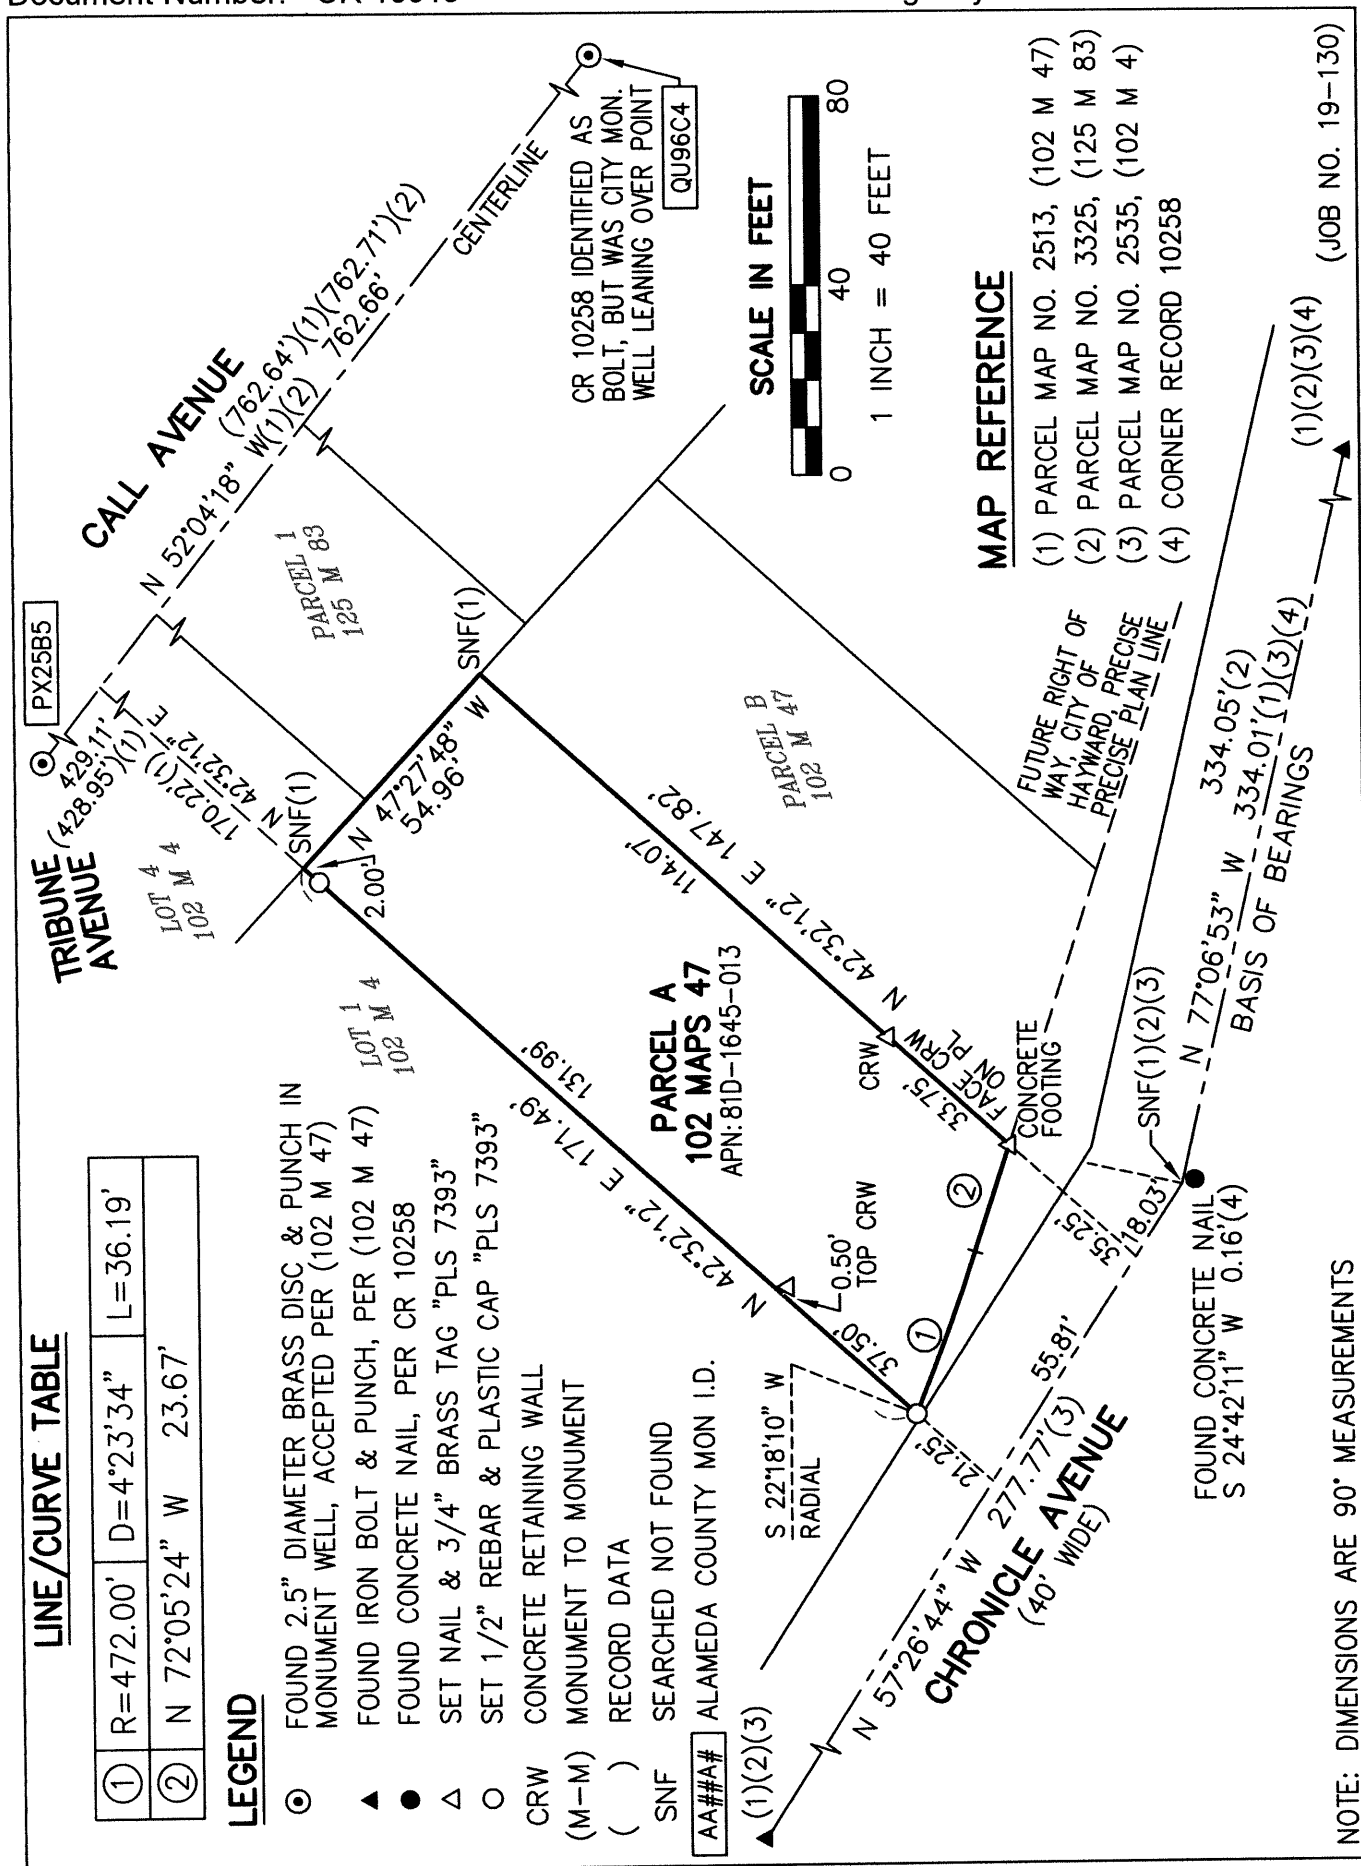 LINE/CURVE TABLE
1 R=472.00' D=4°23'34" L=36.19'
2 N 72°05'24" W 23.67'
LEGEND
FOUND 2.5" DIAMETER BRASS DISC & PUNCH IN
MONUMENT WELL, ACCEPTED PER (102 M 47)
FOUND IRON BOLT & PUNCH, PER (102 M 47)
FOUND CONCRETE NAIL, PER CR 10258
SET NAIL & 3/4" BRASS TAG "PLS 7393"
SET 1/2" REBAR & PLASTIC CAP "PLS 7393"
CRW CONCRETE RETAINING WALL
(M-M) MONUMENT TO MONUMENT
( ) RECORD DATA
SNF SEARCHED NOT FOUND
AA##A# ALAMEDA COUNTY MON I.D.
TRIBUNE
AVENUE
PX25B5
429.11'
(428.95')(1)
170.22'(1)
N 42°32'12" E
LOT 4
102 M 4
SNF(1)
2.00'
LOT 1
102 M 4
CALL AVENUE
(762.64')(1)(762.71')(2)
N 52°04'18" W(1)(2) 762.66'
CENTERLINE
PARCEL 1
125 M 83
N 47°27'48" W
54.96'
SNF(1)
CR 10258 IDENTIFIED AS
BOLT, BUT WAS CITY MON.
WELL LEANING OVER POINT
QU96C4
SCALE IN FEET
0 40 80
1 INCH = 40 FEET
131.99'
N 42°32'12" E 171.49'
37.50'
PARCEL A
102 MAPS 47
APN: 81D-1645-013
114.07'
N 42°32'12" E 147.82'
PARCEL B
102 M 47
CRW
33.75'
FACE CRW
ON PL
CONCRETE
FOOTING
0.50'
TOP CRW
1
2
S 22°18'10" W
RADIAL
21.25'
35.25'
18.03'
55.81'
FUTURE RIGHT OF
WAY, CITY OF
HAYWARD, PRECISE
PRECISE PLAN LINE
MAP REFERENCE
(1) PARCEL MAP NO. 2513, (102 M 47)
(2) PARCEL MAP NO. 3325, (125 M 83)
(3) PARCEL MAP NO. 2535, (102 M 4)
(4) CORNER RECORD 10258
(1)(2)(3)
N 57°26'44" W 277.77'(3)
CHRONICLE AVENUE
(40' WIDE)
SNF(1)(2)(3)
FOUND CONCRETE NAIL
S 24°42'11" W 0.16'(4)
334.05'(2)
N 77°06'53" W 334.01'(1)(3)(4)
BASIS OF BEARINGS
(1)(2)(3)(4)
NOTE: DIMENSIONS ARE 90° MEASUREMENTS
(JOB NO. 19-130)